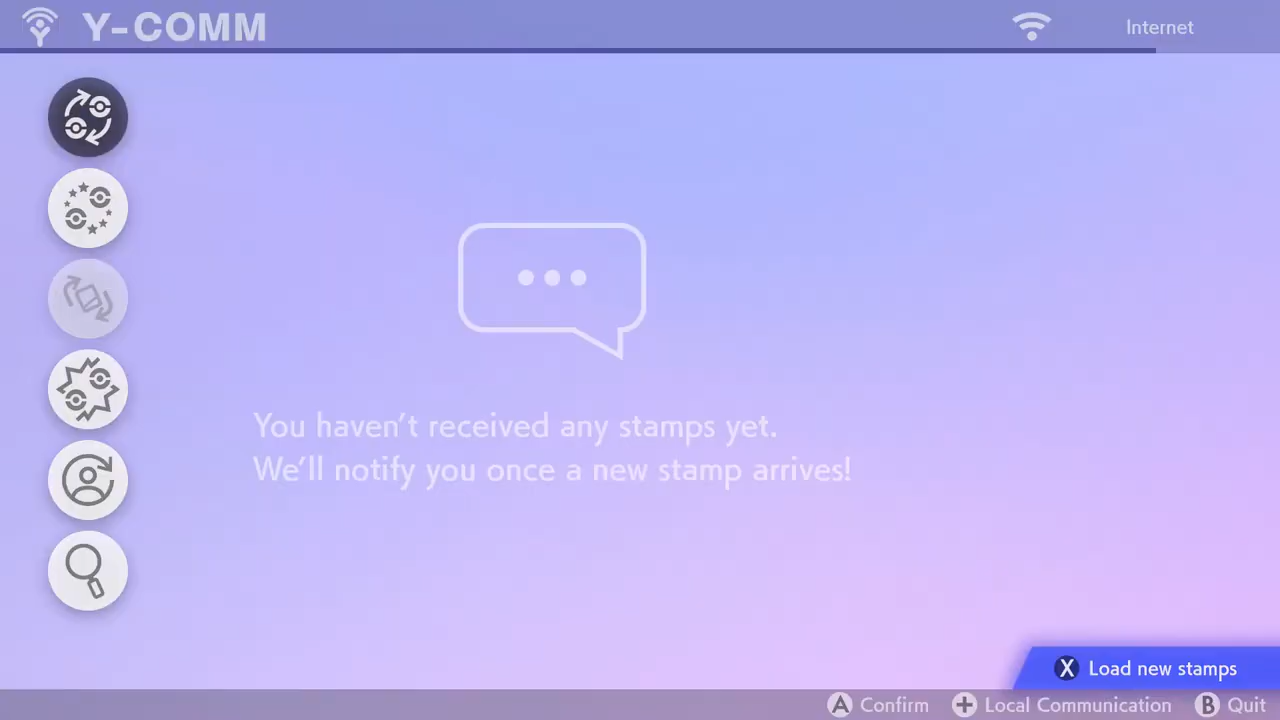 Y-COMM
Internet
You haven't received any stamps yet.
We'll notify you once a new stamp arrives!
X Load new stamps
A Confirm + Local Communication B Quit